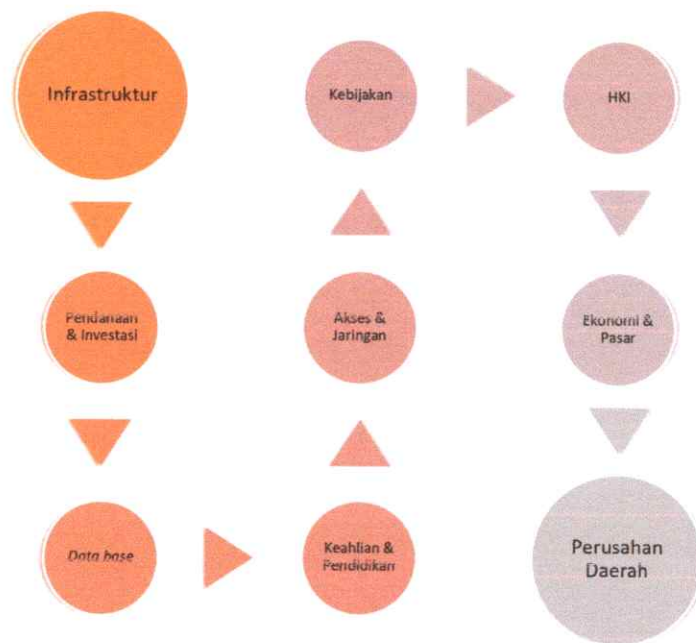 Infrastruktur
Pendanaan
& Investasi
Data base
Keahlian &
Pendidikan
Akses &
Jaringan
Kebijakan
HKI
Ekonomi &
Pasar
Perusahan
Daerah